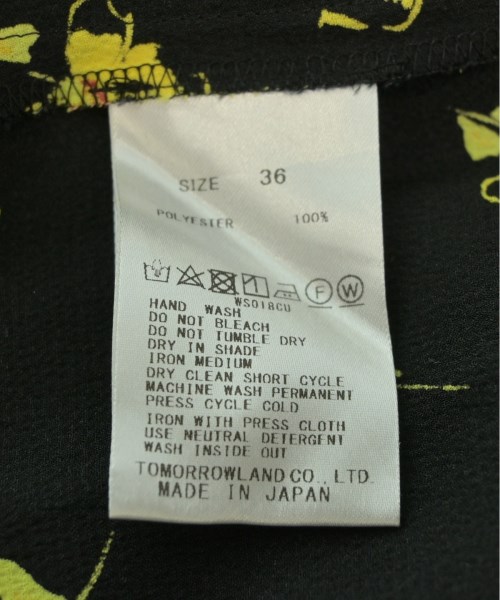 SIZE 36
POLYESTER 100%
F W
WS018CU
HAND WASH
DO NOT BLEACH
DO NOT TUMBLE DRY
DRY IN SHADE
IRON MEDIUM
DRY CLEAN SHORT CYCLE
MACHINE WASH PERMANENT
PRESS CYCLE COLD
IRON WITH PRESS CLOTH
USE NEUTRAL DETERGENT
WASH INSIDE OUT
TOMORROWLAND CO., LTD.
MADE IN JAPAN